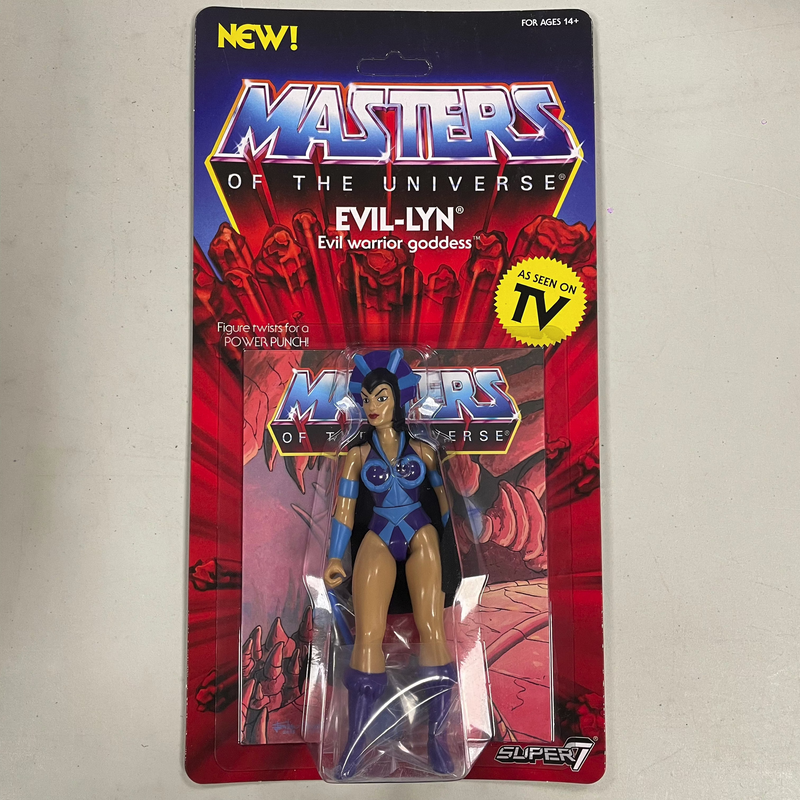 NEW!
FOR AGES 14+
MASTERS
OF THE UNIVERSE®
EVIL-LYN®
Evil warrior goddess™
AS SEEN ON
TV
Figure twists for a
POWER PUNCH!
MASTERS
OF THE UNIVERSE®
SUPER7®